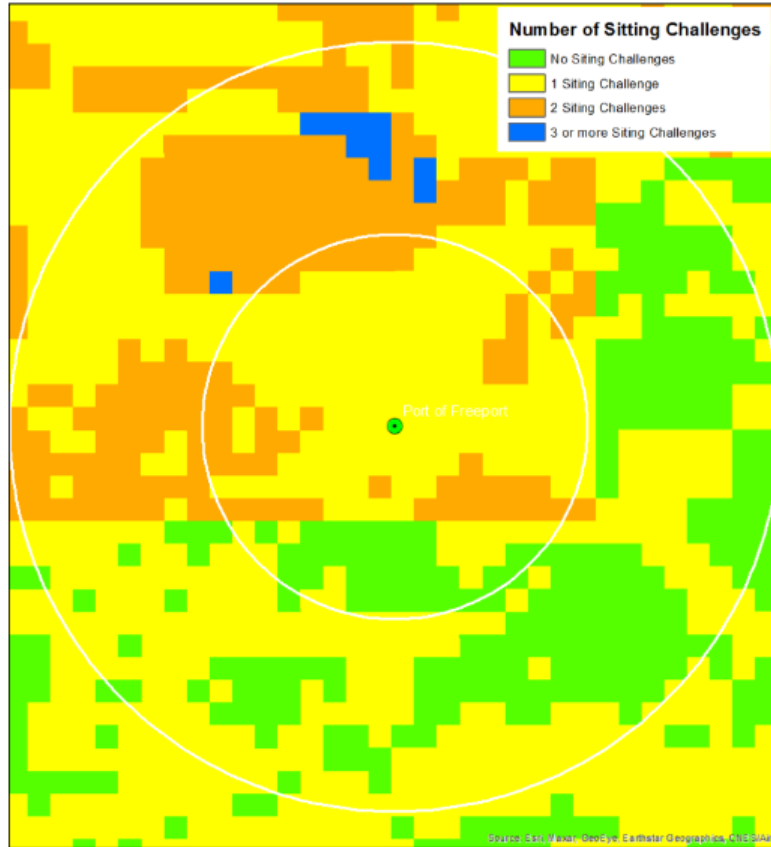 Number of Sitting Challenges
No Siting Challenges
1 Siting Challenge
2 Siting Challenges
3 or more Siting Challenges
Port of Freeport
Source: Esri, Maxar, GeoEye, Earthstar Geographics, CNES/Air